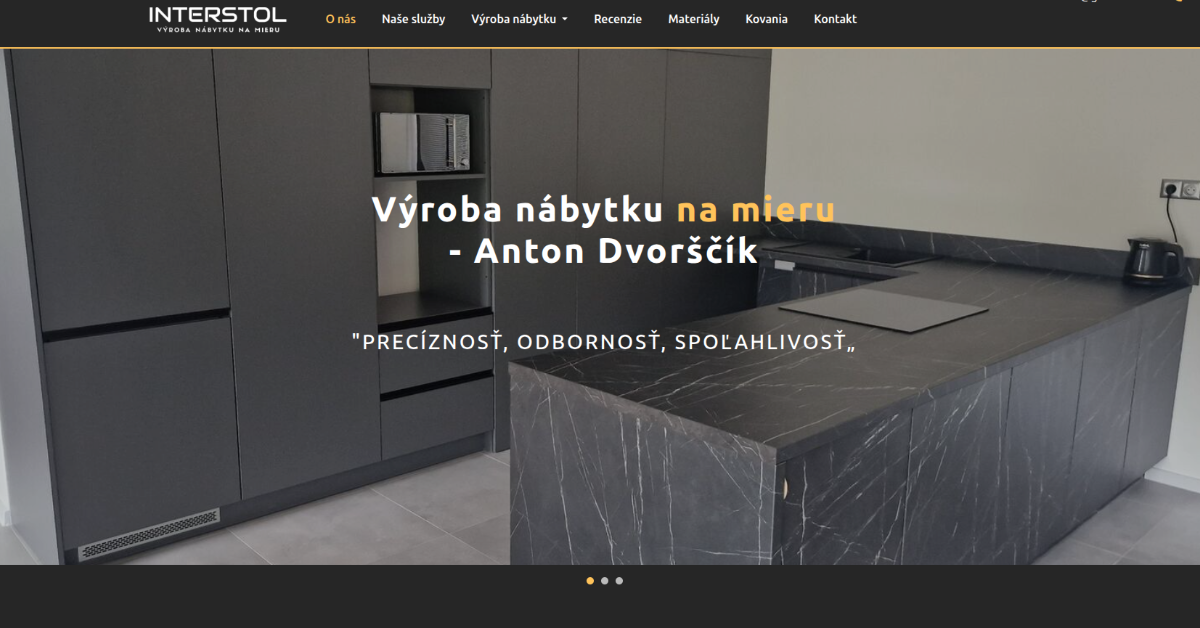 INTERSTOL
VÝROBA NÁBYTKU NA MIERU
O nás
Naše služby
Výroba nábytku
Recenzie
Materiály
Kovania
Kontakt
Výroba nábytku na mieru
- Anton Dvorščík
"PRECÍZNOSŤ, ODBORNOSŤ, SPOĽAHLIVOSŤ„